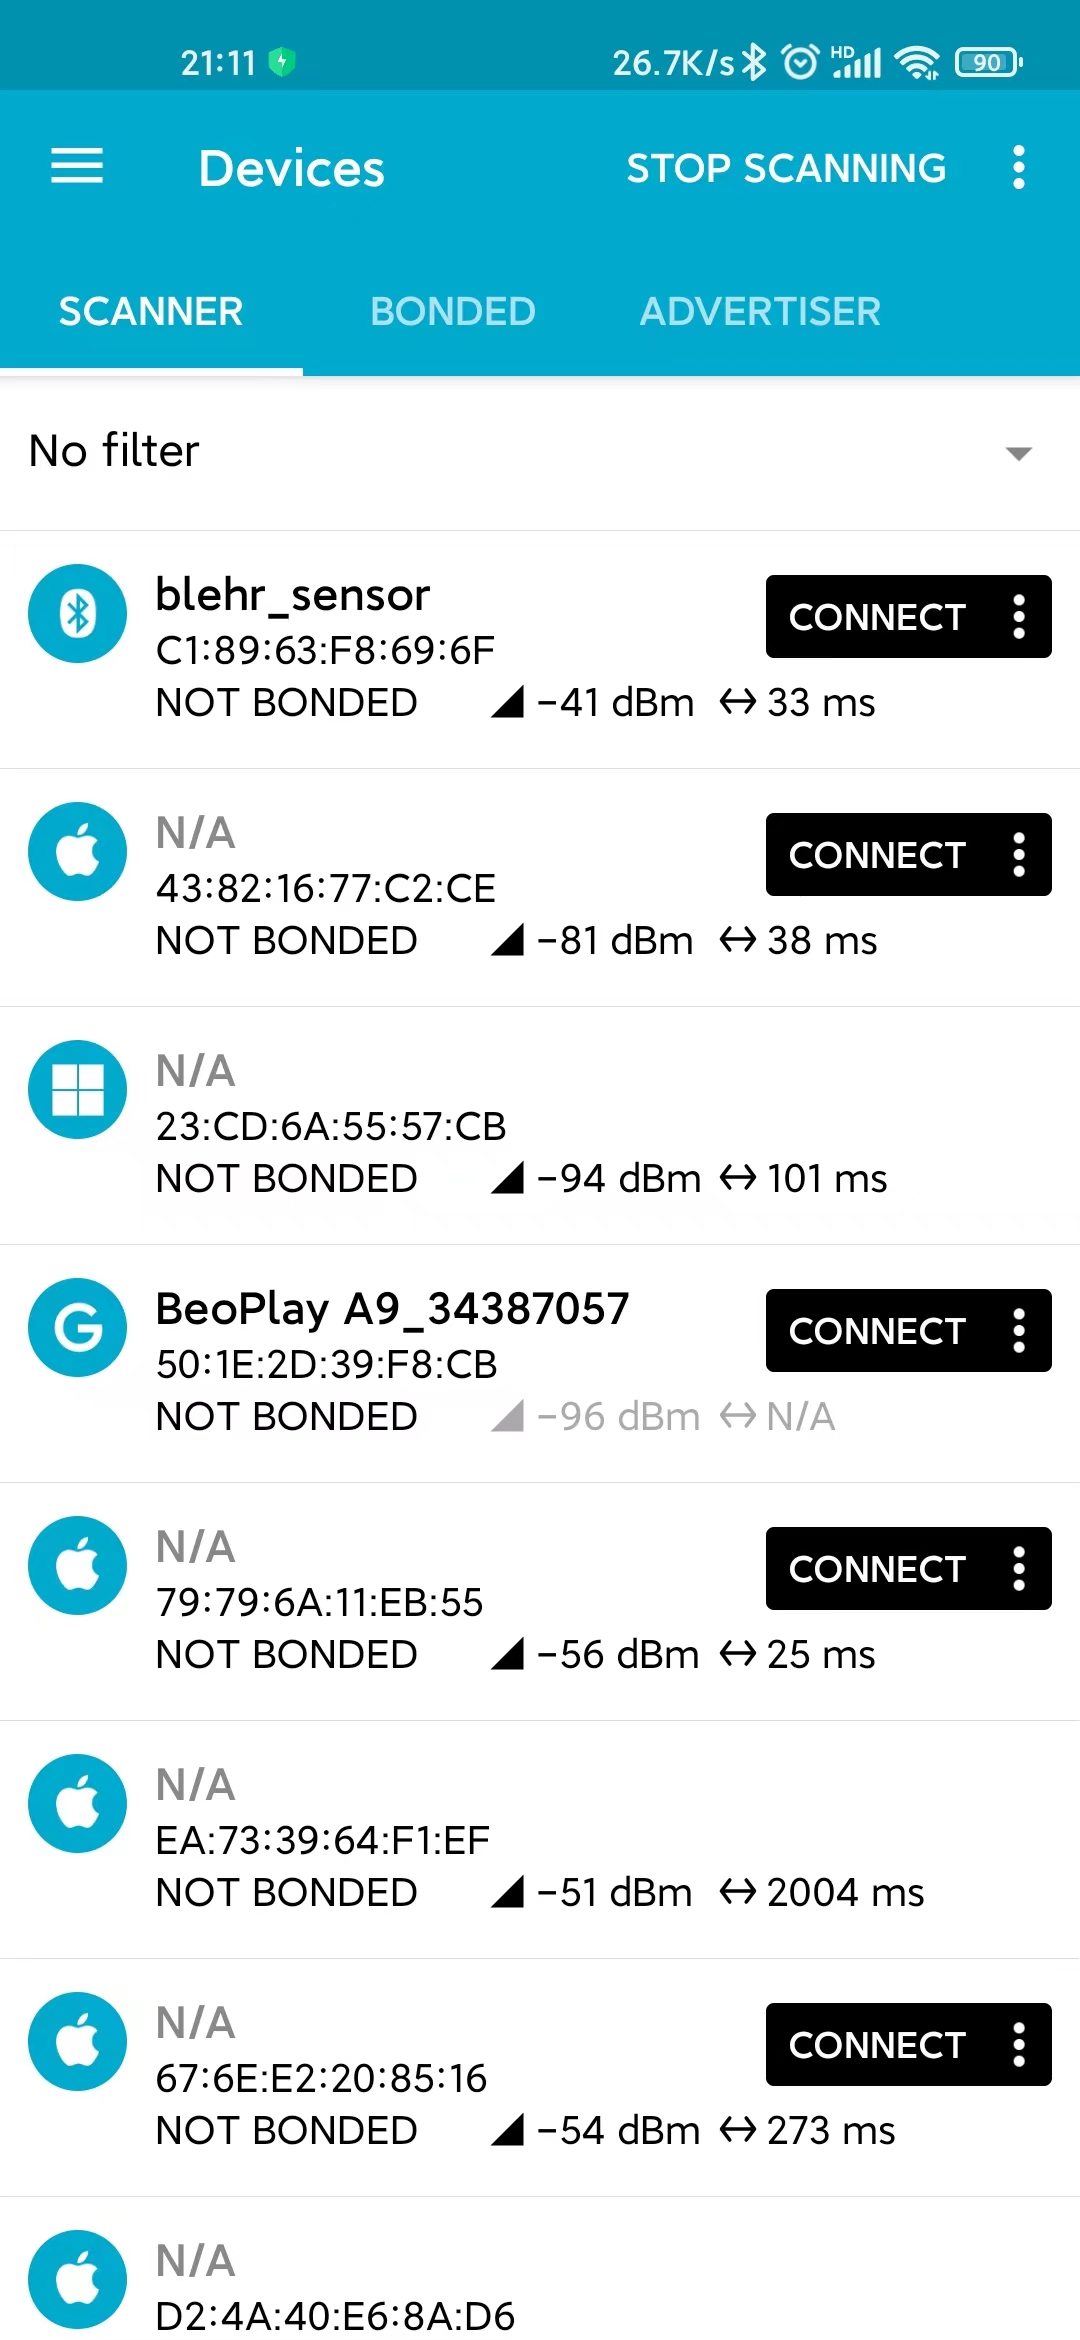 21:11 26.7K/s HD 90
Devices STOP SCANNING
SCANNER BONDED ADVERTISER
No filter
blehr_sensor
CONNECT
C1:89:63:F8:69:6F
NOT BONDED -41 dBm ↔ 33 ms
N/A
CONNECT
43:82:16:77:C2:CE
NOT BONDED -81 dBm ↔ 38 ms
N/A
23:CD:6A:55:57:CB
NOT BONDED -94 dBm ↔ 101 ms
BeoPlay A9_34387057
CONNECT
50:1E:2D:39:F8:CB
NOT BONDED -96 dBm ↔ N/A
N/A
CONNECT
79:79:6A:11:EB:55
NOT BONDED -56 dBm ↔ 25 ms
N/A
EA:73:39:64:F1:EF
NOT BONDED -51 dBm ↔ 2004 ms
N/A
CONNECT
67:6E:E2:20:85:16
NOT BONDED -54 dBm ↔ 273 ms
N/A
D2:4A:40:E6:8A:D6